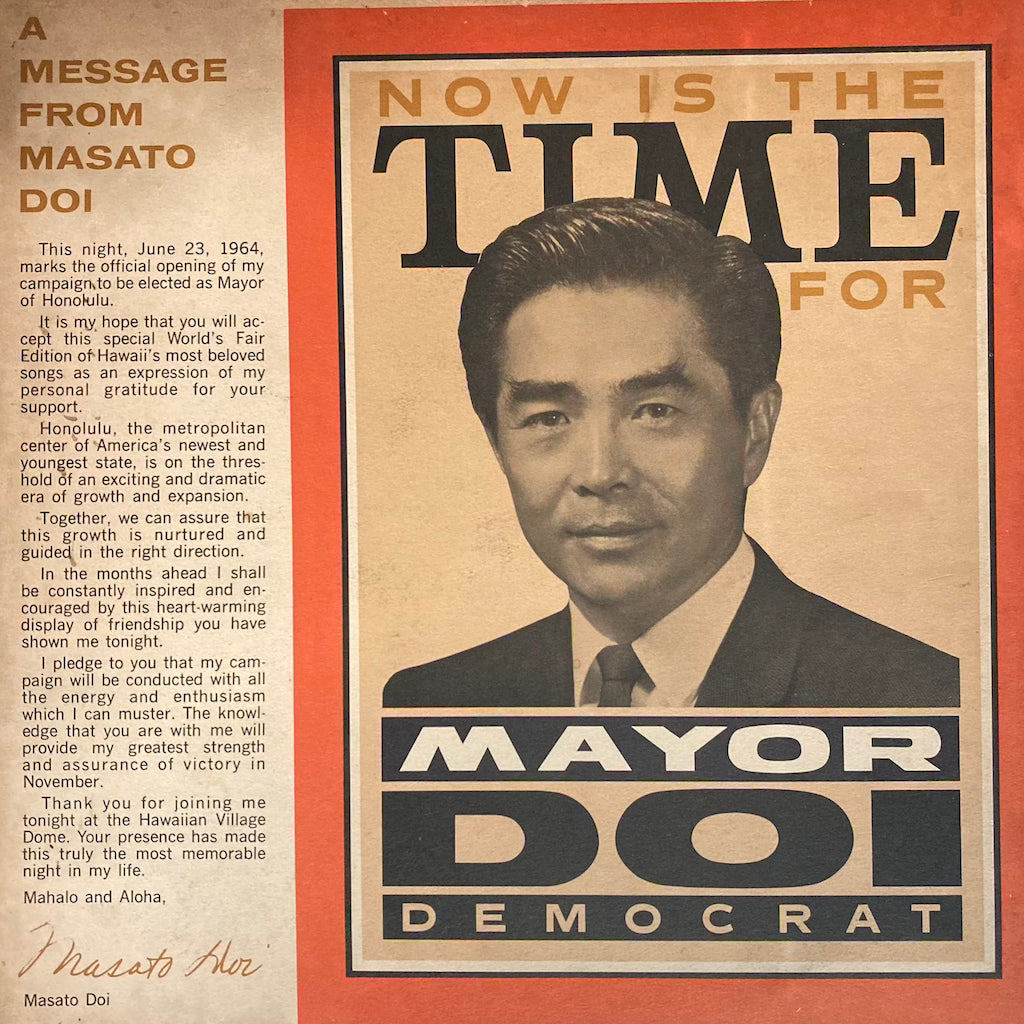 A
MESSAGE
FROM
MASATO
DOI
This night, June 23, 1964,
marks the official opening of my
campaign to be elected as Mayor
of Honolulu.
It is my hope that you will ac-
cept this special World's Fair
Edition of Hawaii's most beloved
songs as an expression of my
personal gratitude for your
support.
Honolulu, the metropolitan
center of America's newest and
youngest state, is on the thres-
hold of an exciting and dramatic
era of growth and expansion.
Together, we can assure that
this growth is nurtured and
guided in the right direction.
In the months ahead I shall
be constantly inspired and en-
couraged by this heart-warming
display of friendship you have
shown me tonight.
I pledge to you that my cam-
paign will be conducted with all
the energy and enthusiasm
which I can muster. The knowl-
edge that you are with me will
provide my greatest strength
and assurance of victory in
November.
Thank you for joining me
tonight at the Hawaiian Village
Dome. Your presence has made
this truly the most memorable
night in my life.
Mahalo and Aloha,
Masato Doi
Masato Doi
NOW IS THE
TIME
FOR
MAYOR
DOI
DEMOCRAT